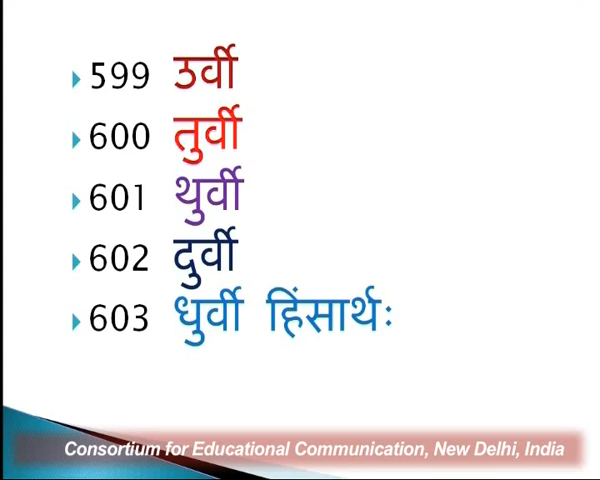 599 उर्वी
600 तुर्वी
601 थुर्वी
602 दुर्वी
603 धुर्वी हिंसार्थः
Consortium for Educational Communication, New Delhi, India